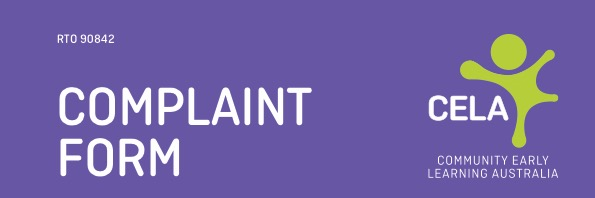 RTO 90842
COMPLAINT
FORM
CELA
COMMUNITY EARLY
LEARNING AUSTRALIA